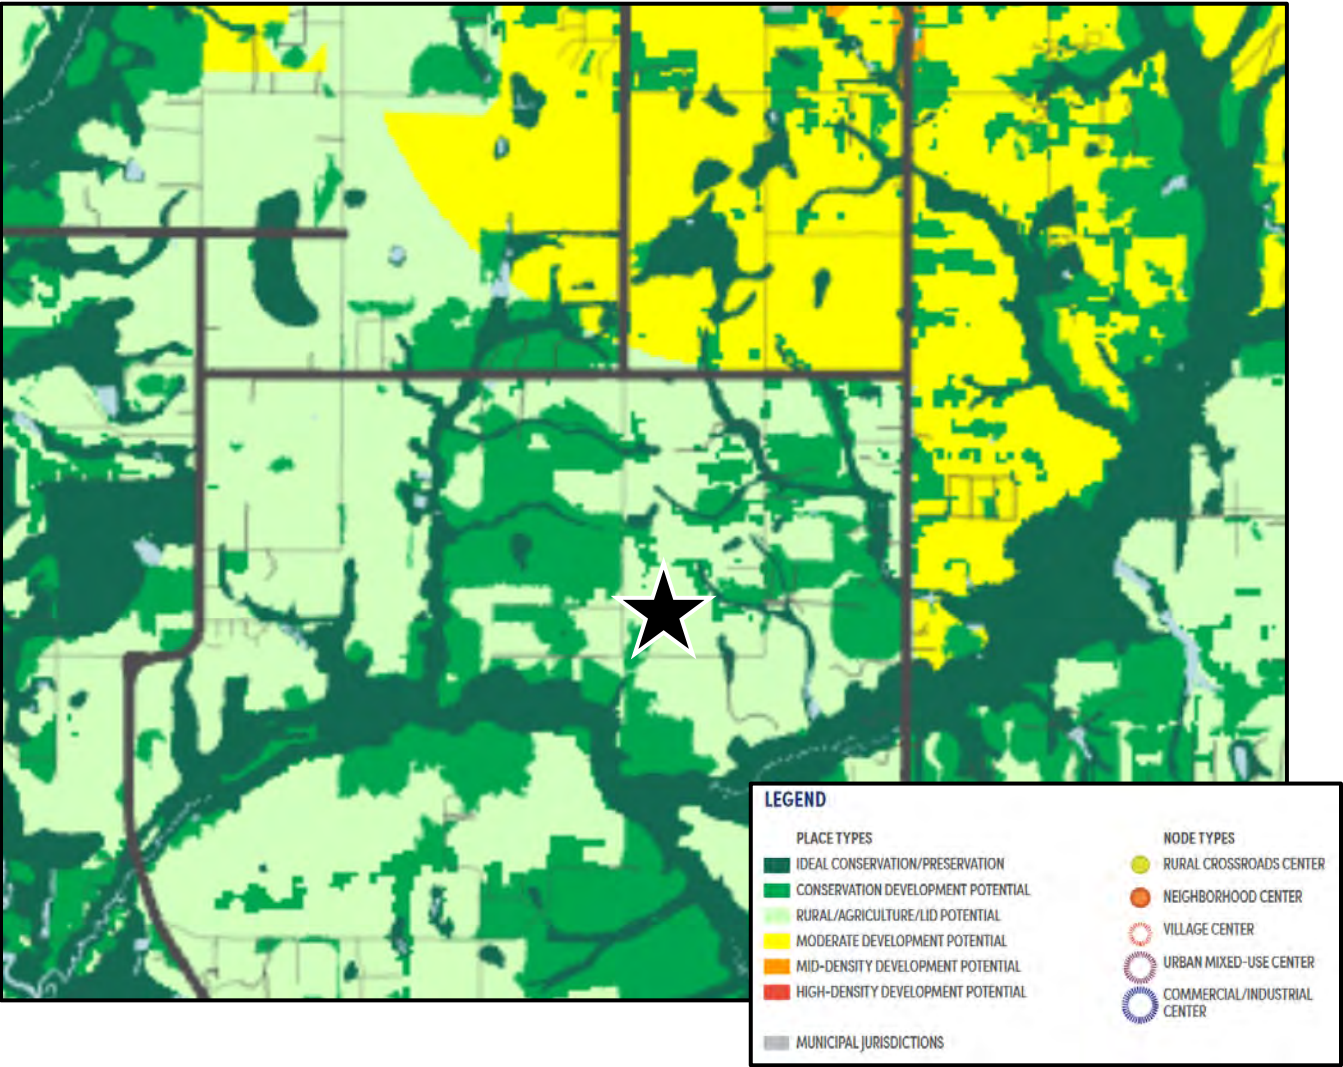 LEGEND
PLACE TYPES
IDEAL CONSERVATION/PRESERVATION
CONSERVATION DEVELOPMENT POTENTIAL
RURAL/AGRICULTURE/LID POTENTIAL
MODERATE DEVELOPMENT POTENTIAL
MID-DENSITY DEVELOPMENT POTENTIAL
HIGH-DENSITY DEVELOPMENT POTENTIAL
MUNICIPAL JURISDICTIONS
NODE TYPES
RURAL CROSSROADS CENTER
NEIGHBORHOOD CENTER
VILLAGE CENTER
URBAN MIXED-USE CENTER
COMMERCIAL/INDUSTRIAL
CENTER